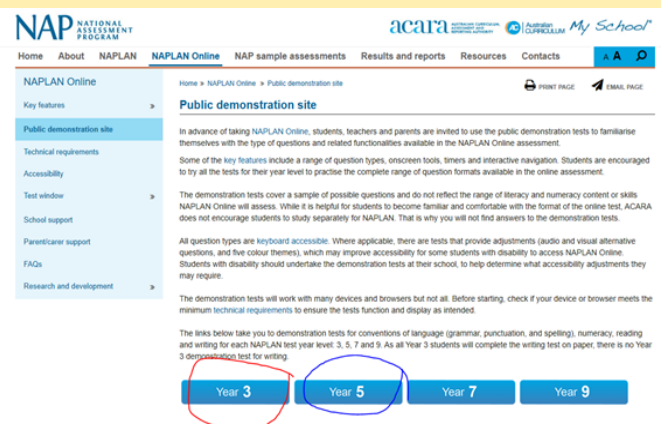 NAP NATIONAL ASSESSMENT PROGRAM
acara AUSTRALIAN CURRICULUM, ASSESSMENT AND REPORTING AUTHORITY
Australian CURRICULUM
My School
Home About NAPLAN NAPLAN Online NAP sample assessments Results and reports Resources Contacts A A
NAPLAN Online
Key features »
Public demonstration site
Technical requirements
Accessibility
Test window »
School support
Parent/carer support
FAQs
Research and development »
Home » NAPLAN Online » Public demonstration site
PRINT PAGE EMAIL PAGE
Public demonstration site
In advance of taking NAPLAN Online, students, teachers and parents are invited to use the public demonstration tests to familiarise
themselves with the type of questions and related functionalities available in the NAPLAN Online assessment.
Some of the key features include a range of question types, onscreen tools, timers and interactive navigation. Students are encouraged
to try all the tests for their year level to practise the complete range of question formats available in the online assessment.
The demonstration tests cover a sample of possible questions and do not reflect the range of literacy and numeracy content or skills
NAPLAN Online will assess. While it is helpful for students to become familiar and comfortable with the format of the online test, ACARA
does not encourage students to study separately for NAPLAN. That is why you will not find answers to the demonstration tests.
All question types are keyboard accessible. Where applicable, there are tests that provide adjustments (audio and visual alternative
questions, and five colour themes), which may improve accessibility for some students with disability to access NAPLAN Online.
Students with disability should undertake the demonstration tests at their school, to help determine what accessibility adjustments they
may require.
The demonstration tests will work with many devices and browsers but not all. Before starting, check if your device or browser meets the
minimum technical requirements to ensure the tests function and display as intended.
The links below take you to demonstration tests for conventions of language (grammar, punctuation, and spelling), numeracy, reading
and writing for each NAPLAN test year level: 3, 5, 7 and 9. As all Year 3 students will complete the writing test on paper, there is no Year
3 demonstration test for writing.
Year 3 Year 5 Year 7 Year 9